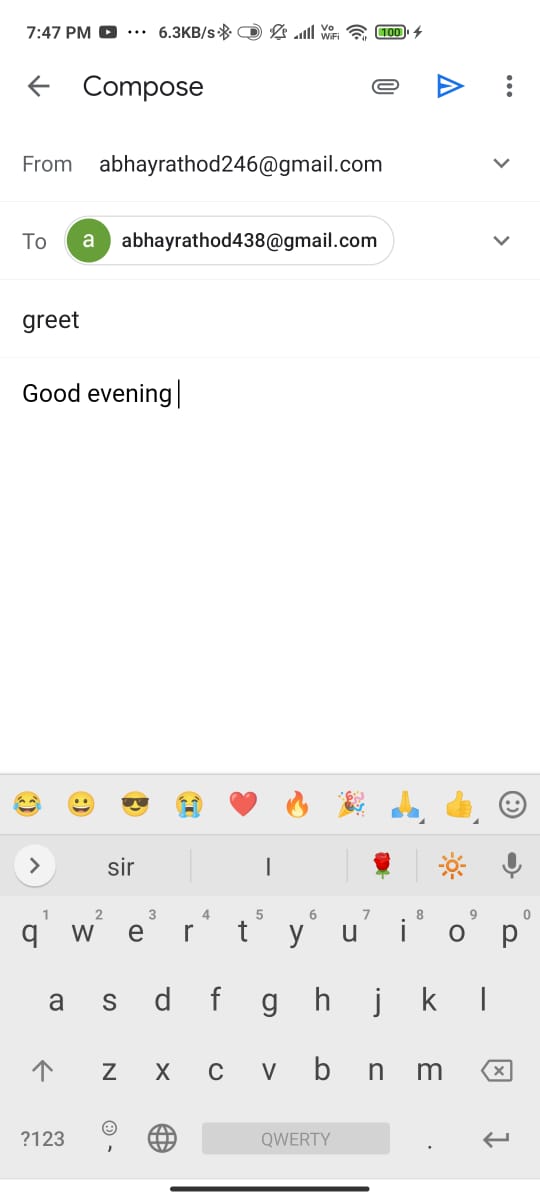 7:47 PM ... 6.3KB/s Vo WiFi 100
Compose
From abhayrathod246@gmail.com
To a abhayrathod438@gmail.com
greet
Good evening
sir I
1 2 3 4 5 6 7 8 9 0
q w e r t y u i o p
a s d f g h j k l
z x c v b n m
?123 , QWERTY .